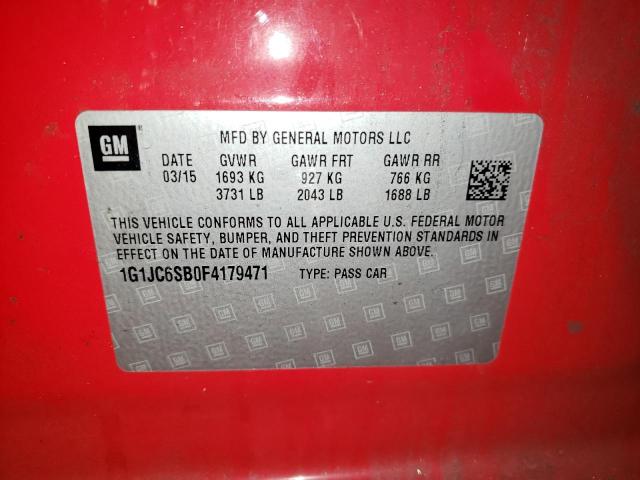 GM
MFD BY GENERAL MOTORS LLC
DATE GVWR GAWR FRT GAWR RR
03/15 1693 KG 927 KG 766 KG
3731 LB 2043 LB 1688 LB
THIS VEHICLE CONFORMS TO ALL APPLICABLE U.S. FEDERAL MOTOR
VEHICLE SAFETY, BUMPER, AND THEFT PREVENTION STANDARDS IN
EFFECT ON THE DATE OF MANUFACTURE SHOWN ABOVE.
1G1JC6SB0F4179471 TYPE: PASS CAR